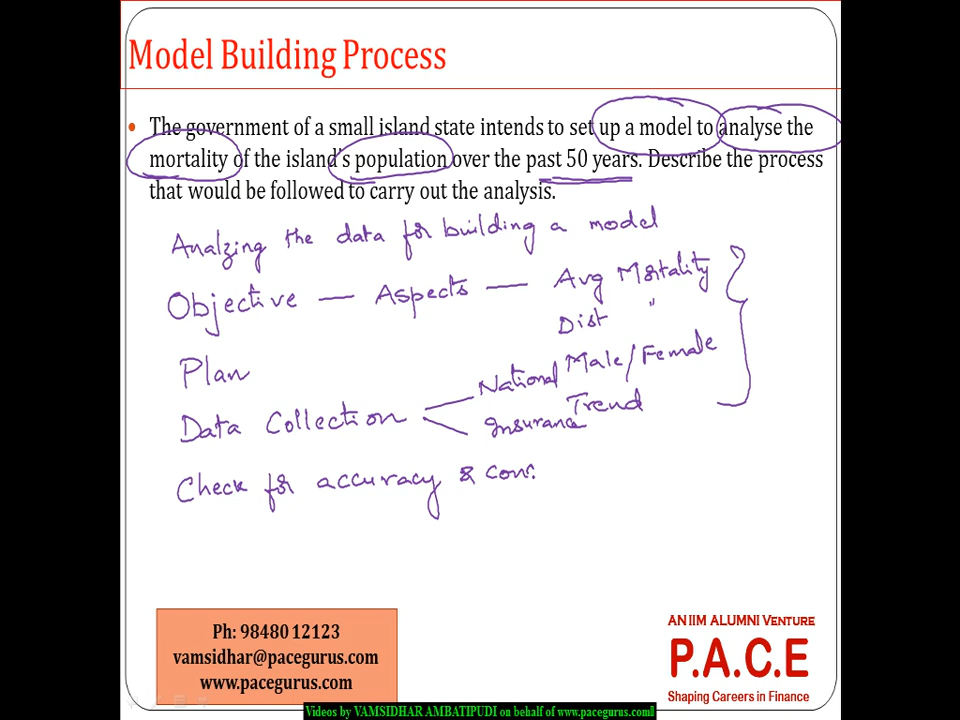 Model Building Process
• The government of a small island state intends to set up a model to analyse the
mortality of the island's population over the past 50 years. Describe the process
that would be followed to carry out the analysis.
Analzing the data for building a model
Objective — Aspects — Avg Mortality
Dist "
Plan
National Male/Female
Data Collection
Insurance Trend
Check for accuracy & cons
Ph: 98480 12123
vamsidhar@pacegurus.com
www.pacegurus.com
AN IIM ALUMNI VENTURE
P.A.C.E
Shaping Careers in Finance
Videos by VAMSIDHAR AMBATIPUDI on behalf of www.pacegurus.com